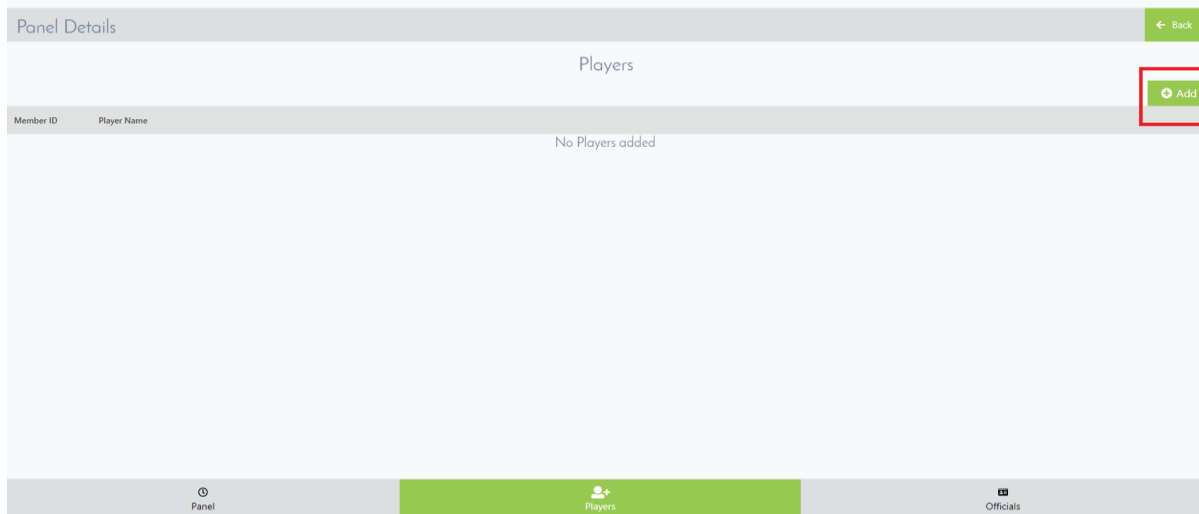 Panel Details
Back
Players
Add
Member ID Player Name
No Players added
Panel
Players
Officials